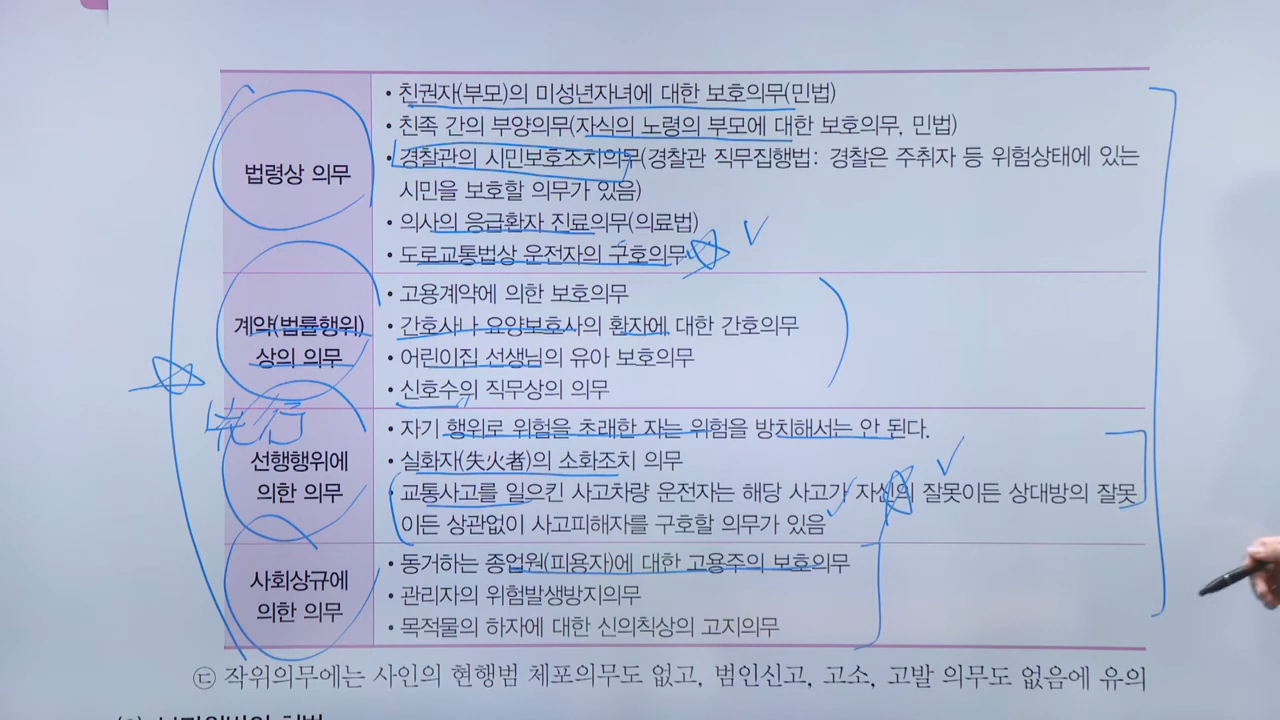 법령상 의무
• 친권자(부모)의 미성년자녀에 대한 보호의무(민법)
• 친족 간의 부양의무(자식의 노령의 부모에 대한 보호의무, 민법)
• 경찰관의 시민보호조치의무(경찰관 직무집행법: 경찰은 주취자 등 위험상태에 있는
시민을 보호할 의무가 있음)
• 의사의 응급환자 진료의무(의료법)
• 도로교통법상 운전자의 구호의무
계약(법률행위)
상의 의무
• 고용계약에 의한 보호의무
• 간호사나 요양보호사의 환자에 대한 간호의무
• 어린이집 선생님의 유아 보호의무
• 신호수의 직무상의 의무
先行
선행행위에
의한 의무
• 자기 행위로 위험을 초래한 자는 위험을 방치해서는 안 된다.
• 실화자(失火者)의 소화조치 의무
• 교통사고를 일으킨 사고차량 운전자는 해당 사고가 자신의 잘못이든 상대방의 잘못
이든 상관없이 사고피해자를 구호할 의무가 있음
사회상규에
의한 의무
• 동거하는 종업원(피용자)에 대한 고용주의 보호의무
• 관리자의 위험발생방지의무
• 목적물의 하자에 대한 신의칙상의 고지의무
㉢ 작위의무에는 사인의 현행범 체포의무도 없고, 범인신고, 고소, 고발 의무도 없음에 유의